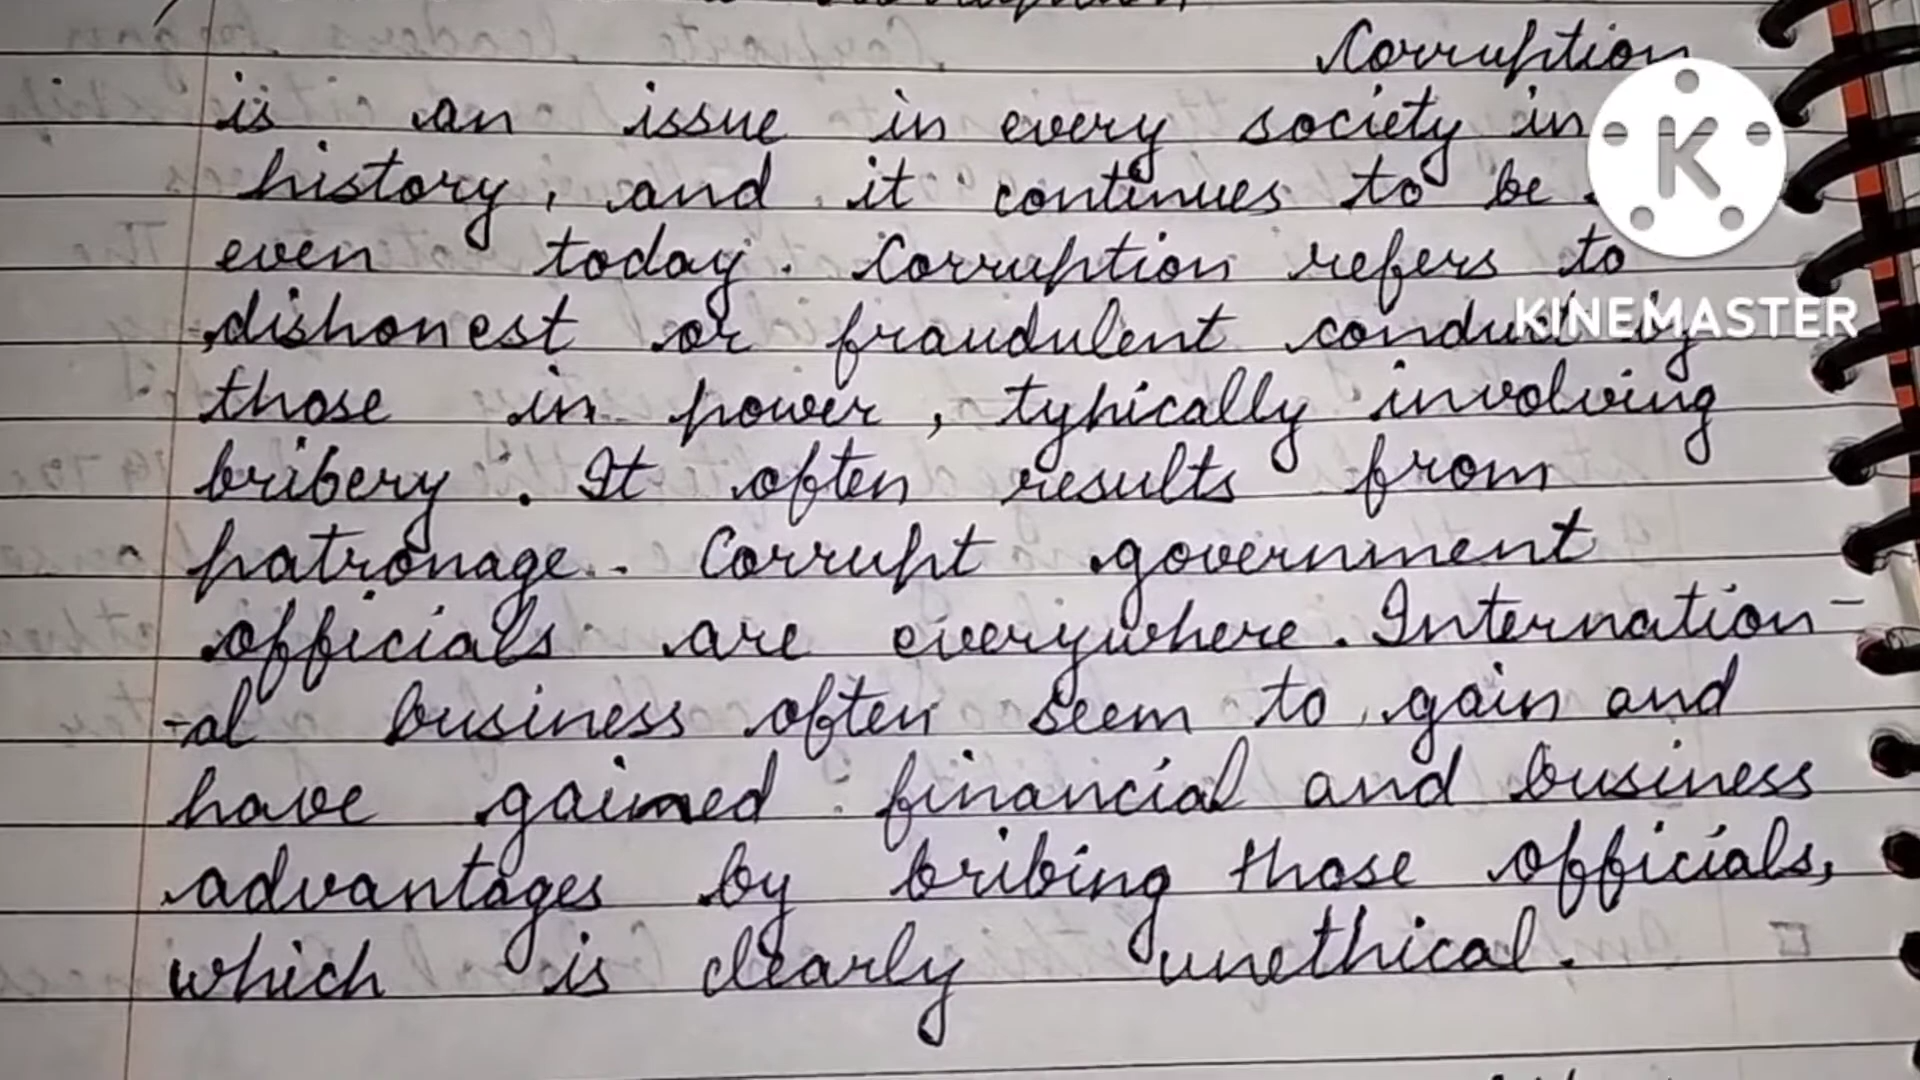 Corruption
is an issue in every society in
history, and it continues to be
even today. Corruption refers to
dishonest or fraudulent conduct by
those in power, typically involving
bribery. It often results from
patronage. Corrupt government
officials are everywhere. Internation-
-al business often seem to gain and
have gained financial and business
advantages by bribing those officials,
which is clearly unethical.
K
KINEMASTER